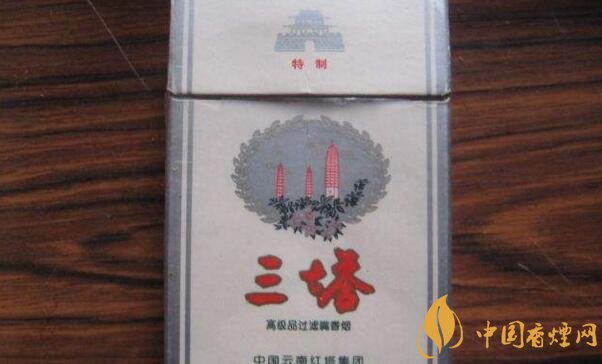 特制
三塔
高级品过滤嘴香烟
中国云南红塔集团
中国香烟网